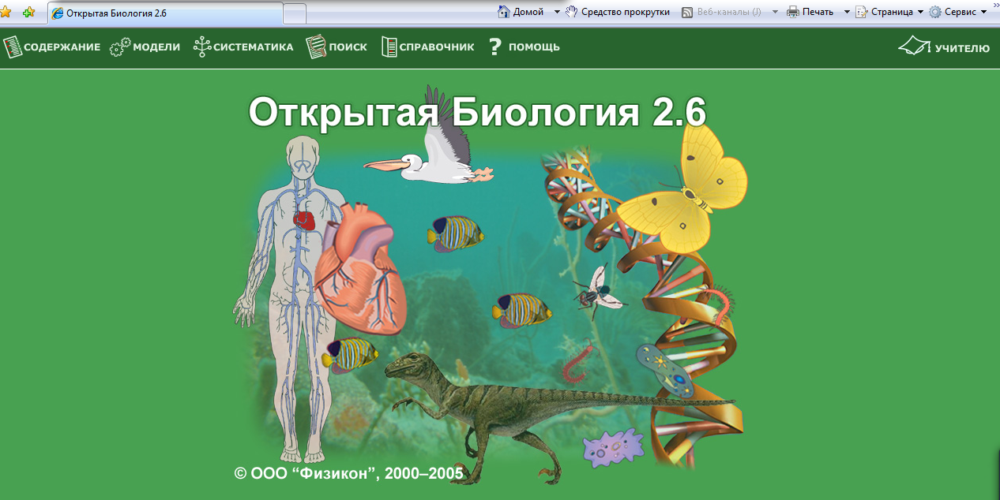 Открытая Биология 2.6
Домой Средство прокрутки Веб-каналы (J) Печать Страница Сервис »
СОДЕРЖАНИЕ МОДЕЛИ СИСТЕМАТИКА ПОИСК СПРАВОЧНИК ? ПОМОЩЬ УЧИТЕЛЮ
Открытая Биология 2.6
© ООО “Физикон”, 2000–2005